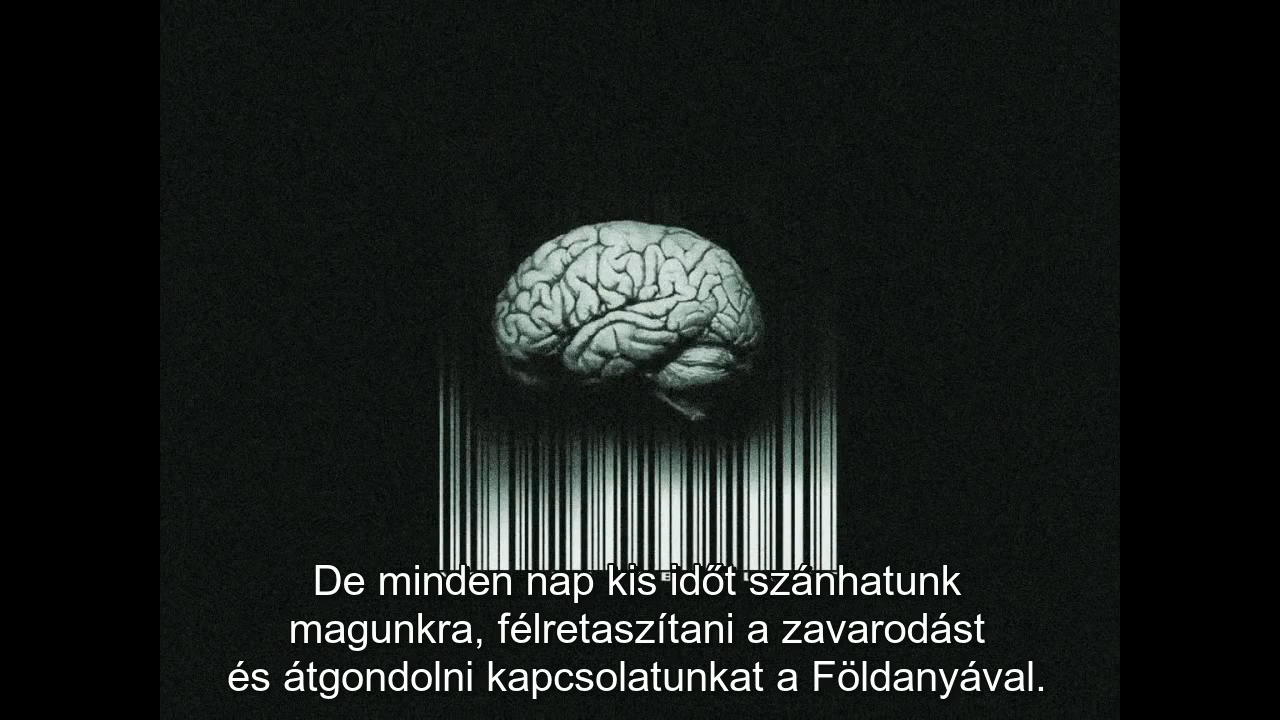 De minden nap kis időt szánhatunk
magunkra, félretaszítani a zavarodást
és átgondolni kapcsolatunkat a Földanyával.